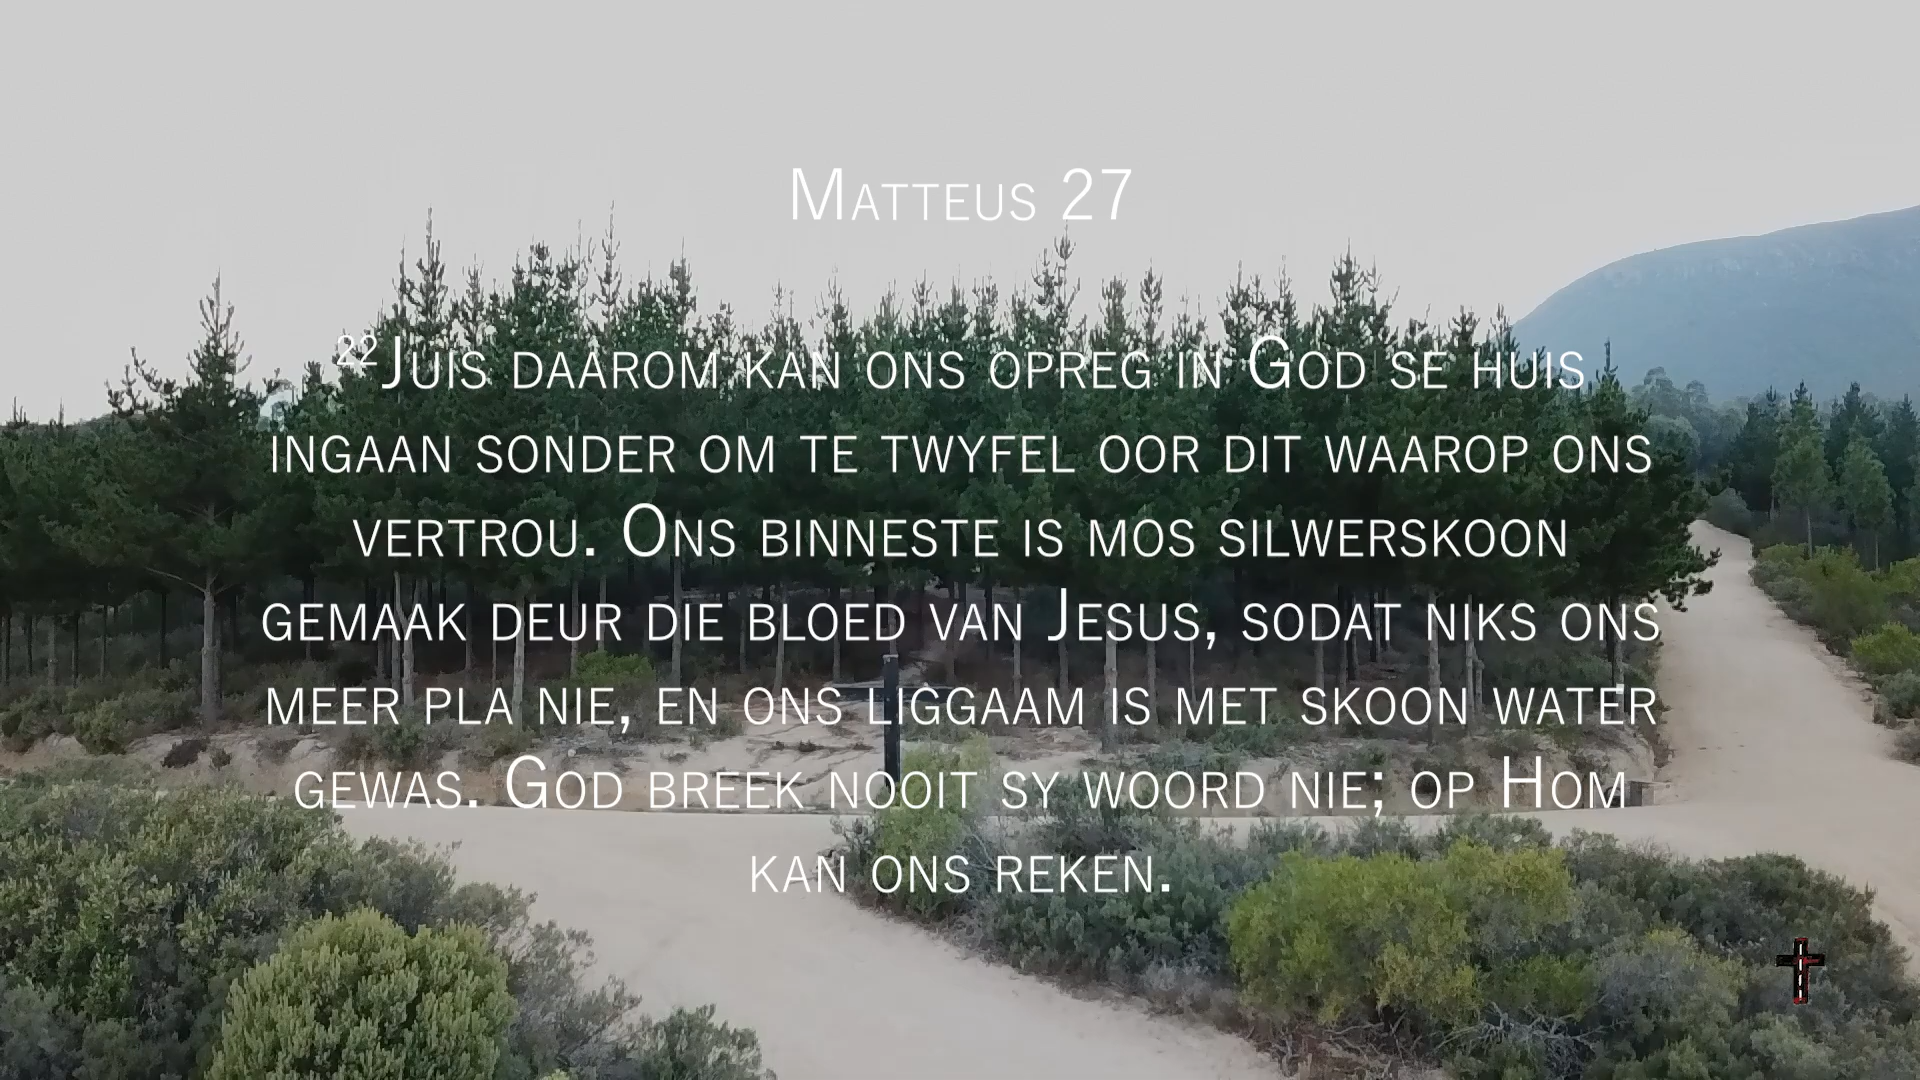 Matteus 27
22Juis daarom kan ons opreg in God se huis
ingaan sonder om te twyfel oor dit waarop ons
vertrou. Ons binneste is mos silwerskoon
gemaak deur die bloed van Jesus, sodat niks ons
meer pla nie, en ons liggaam is met skoon water
gewas. God breek nooit sy woord nie; op Hom
kan ons reken.